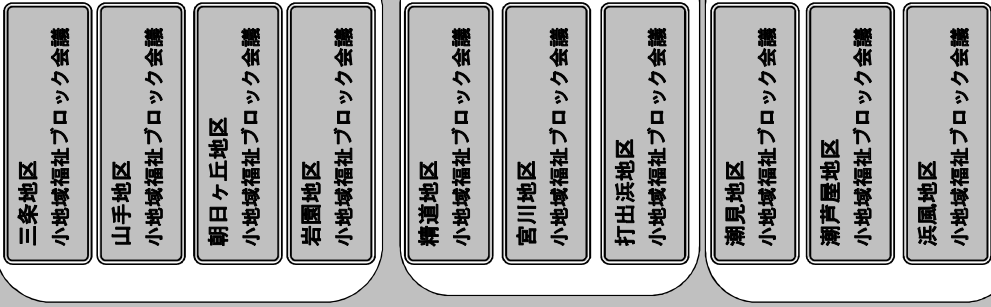 三条地区
小地域福祉ブロック会議
山手地区
小地域福祉ブロック会議
朝日ヶ丘地区
小地域福祉ブロック会議
岩園地区
小地域福祉ブロック会議
精道地区
小地域福祉ブロック会議
宮川地区
小地域福祉ブロック会議
打出浜地区
小地域福祉ブロック会議
潮見地区
小地域福祉ブロック会議
潮芦屋地区
小地域福祉ブロック会議
浜風地区
小地域福祉ブロック会議